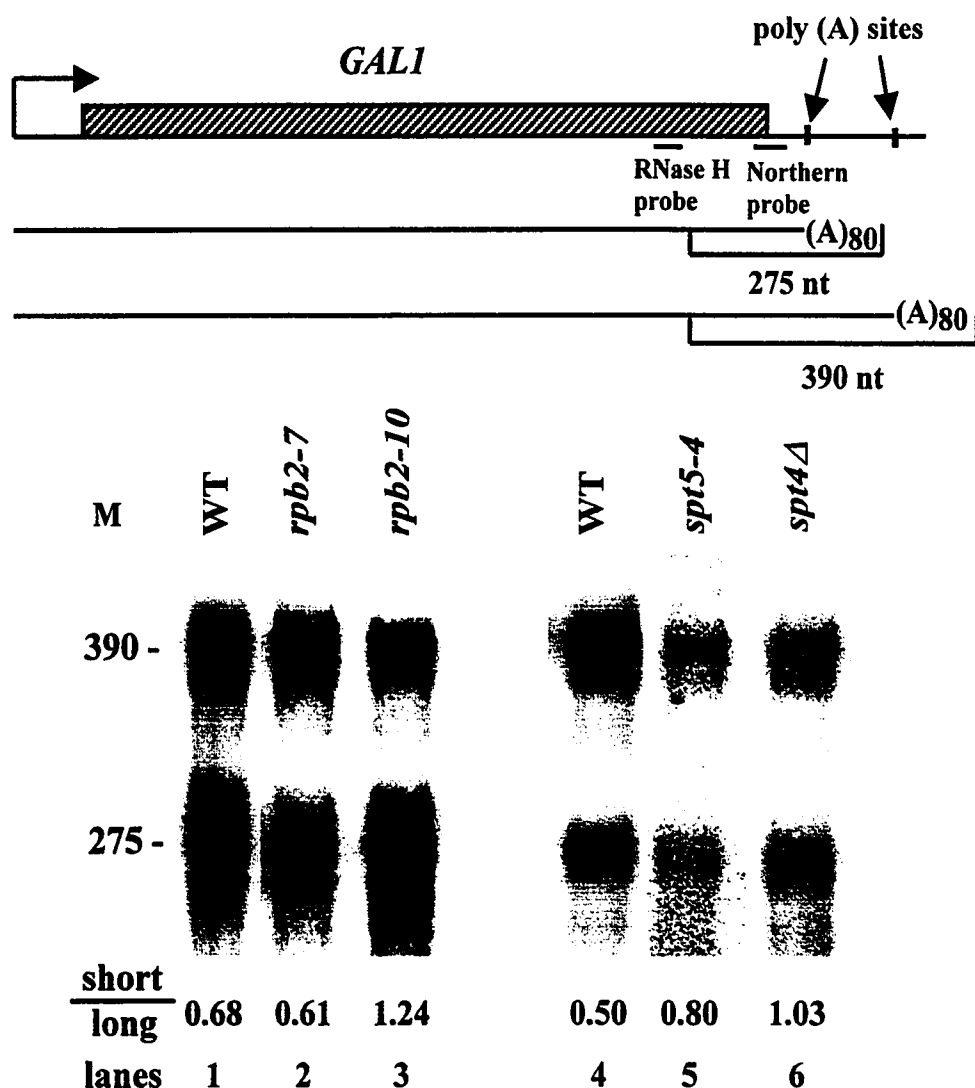 poly (A) sites
GAL1
RNase H probe
Northern probe
(A)80
275 nt
(A)80
390 nt
M WT rpb2-7 rpb2-10 WT spt5-4 spt4Δ
390 -
275 -
short
long 0.68 0.61 1.24 0.50 0.80 1.03
lanes 1 2 3 4 5 6